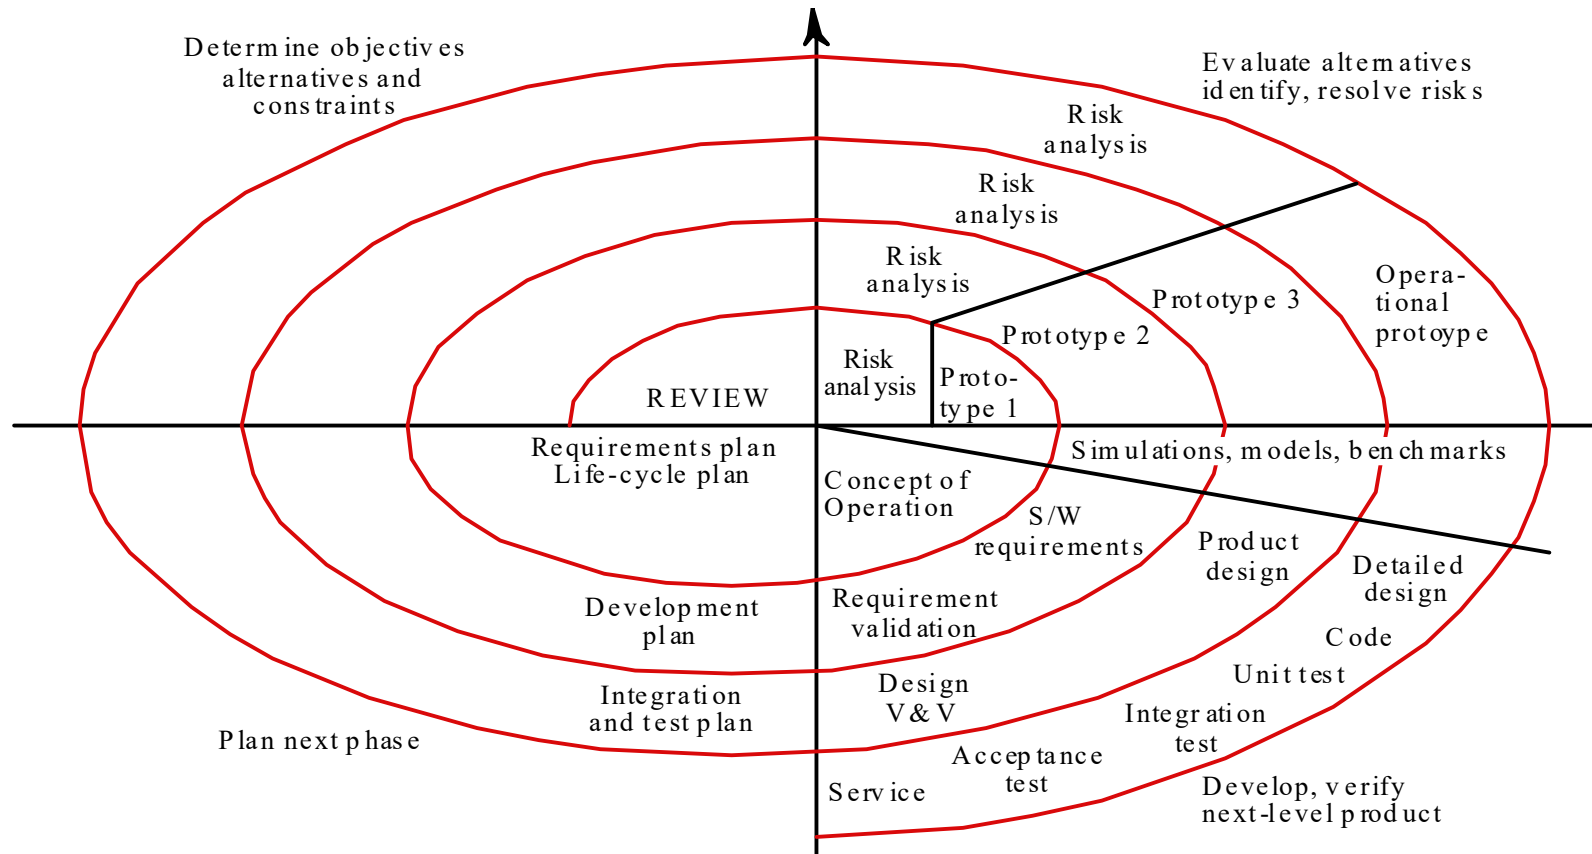 Determine objectives
alternatives and
constraints
Evaluate alternatives
identify, resolve risks
Risk
analysis
Risk
analysis
Risk
analysis
Risk
analysis
Proto-
type 1
Prototype 2
Prototype 3
Opera-
tional
protoype
REVIEW
Requirements plan
Life-cycle plan
Simulations, models, benchmarks
Concept of
Operation
S/W
requirements
Product
design
Detailed
design
Development
plan
Requirement
validation
Code
Unit test
Integration
and test plan
Design
V&V
Integration
test
Plan next phase
Acceptance
test
Service
Develop, verify
next-level product